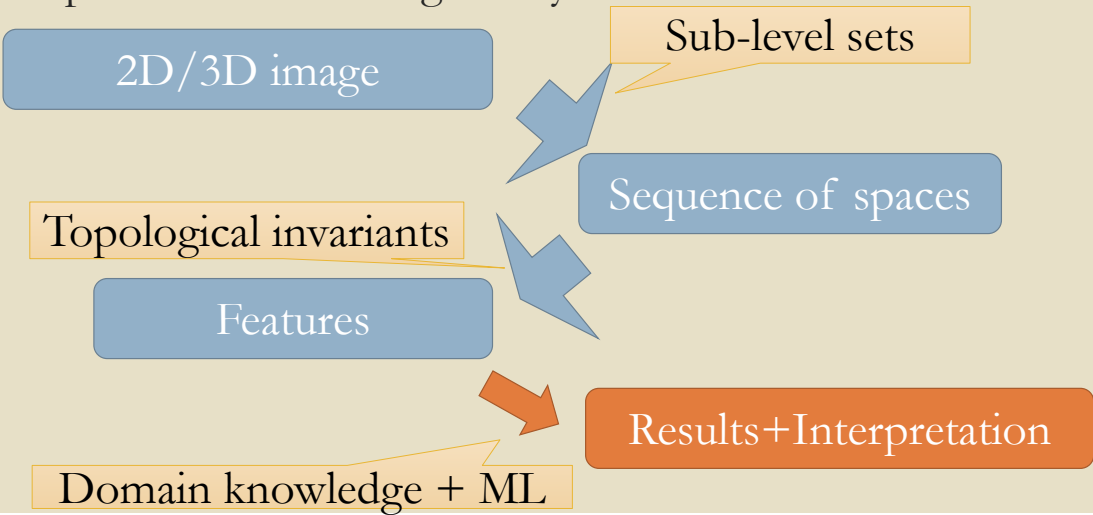 Sub-level sets
2D/3D image
Sequence of spaces
Topological invariants
Features
Results+Interpretation
Domain knowledge + ML